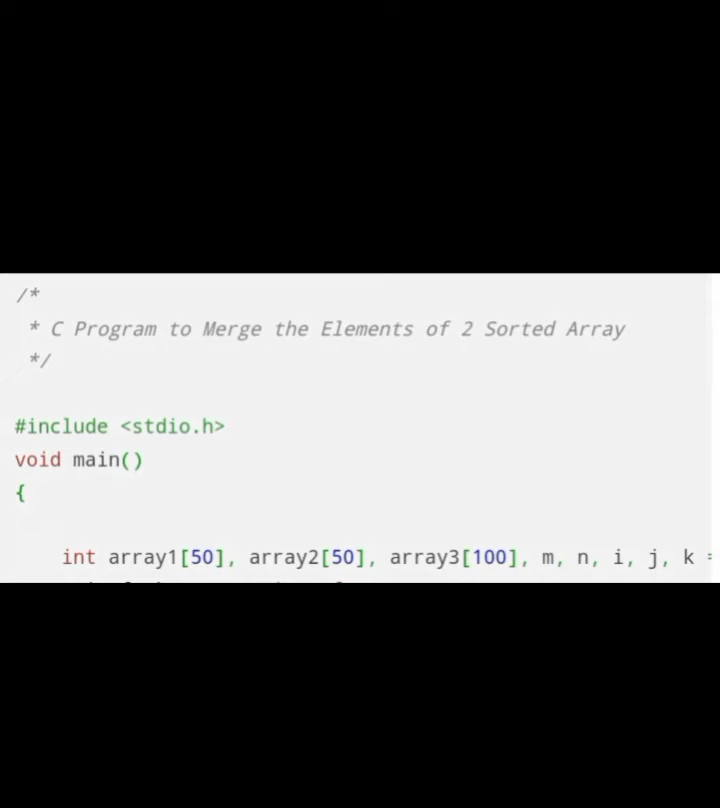 /*
* C Program to Merge the Elements of 2 Sorted Array
*/
#include <stdio.h>
void main()
{
int array1[50], array2[50], array3[100], m, n, i, j, k =